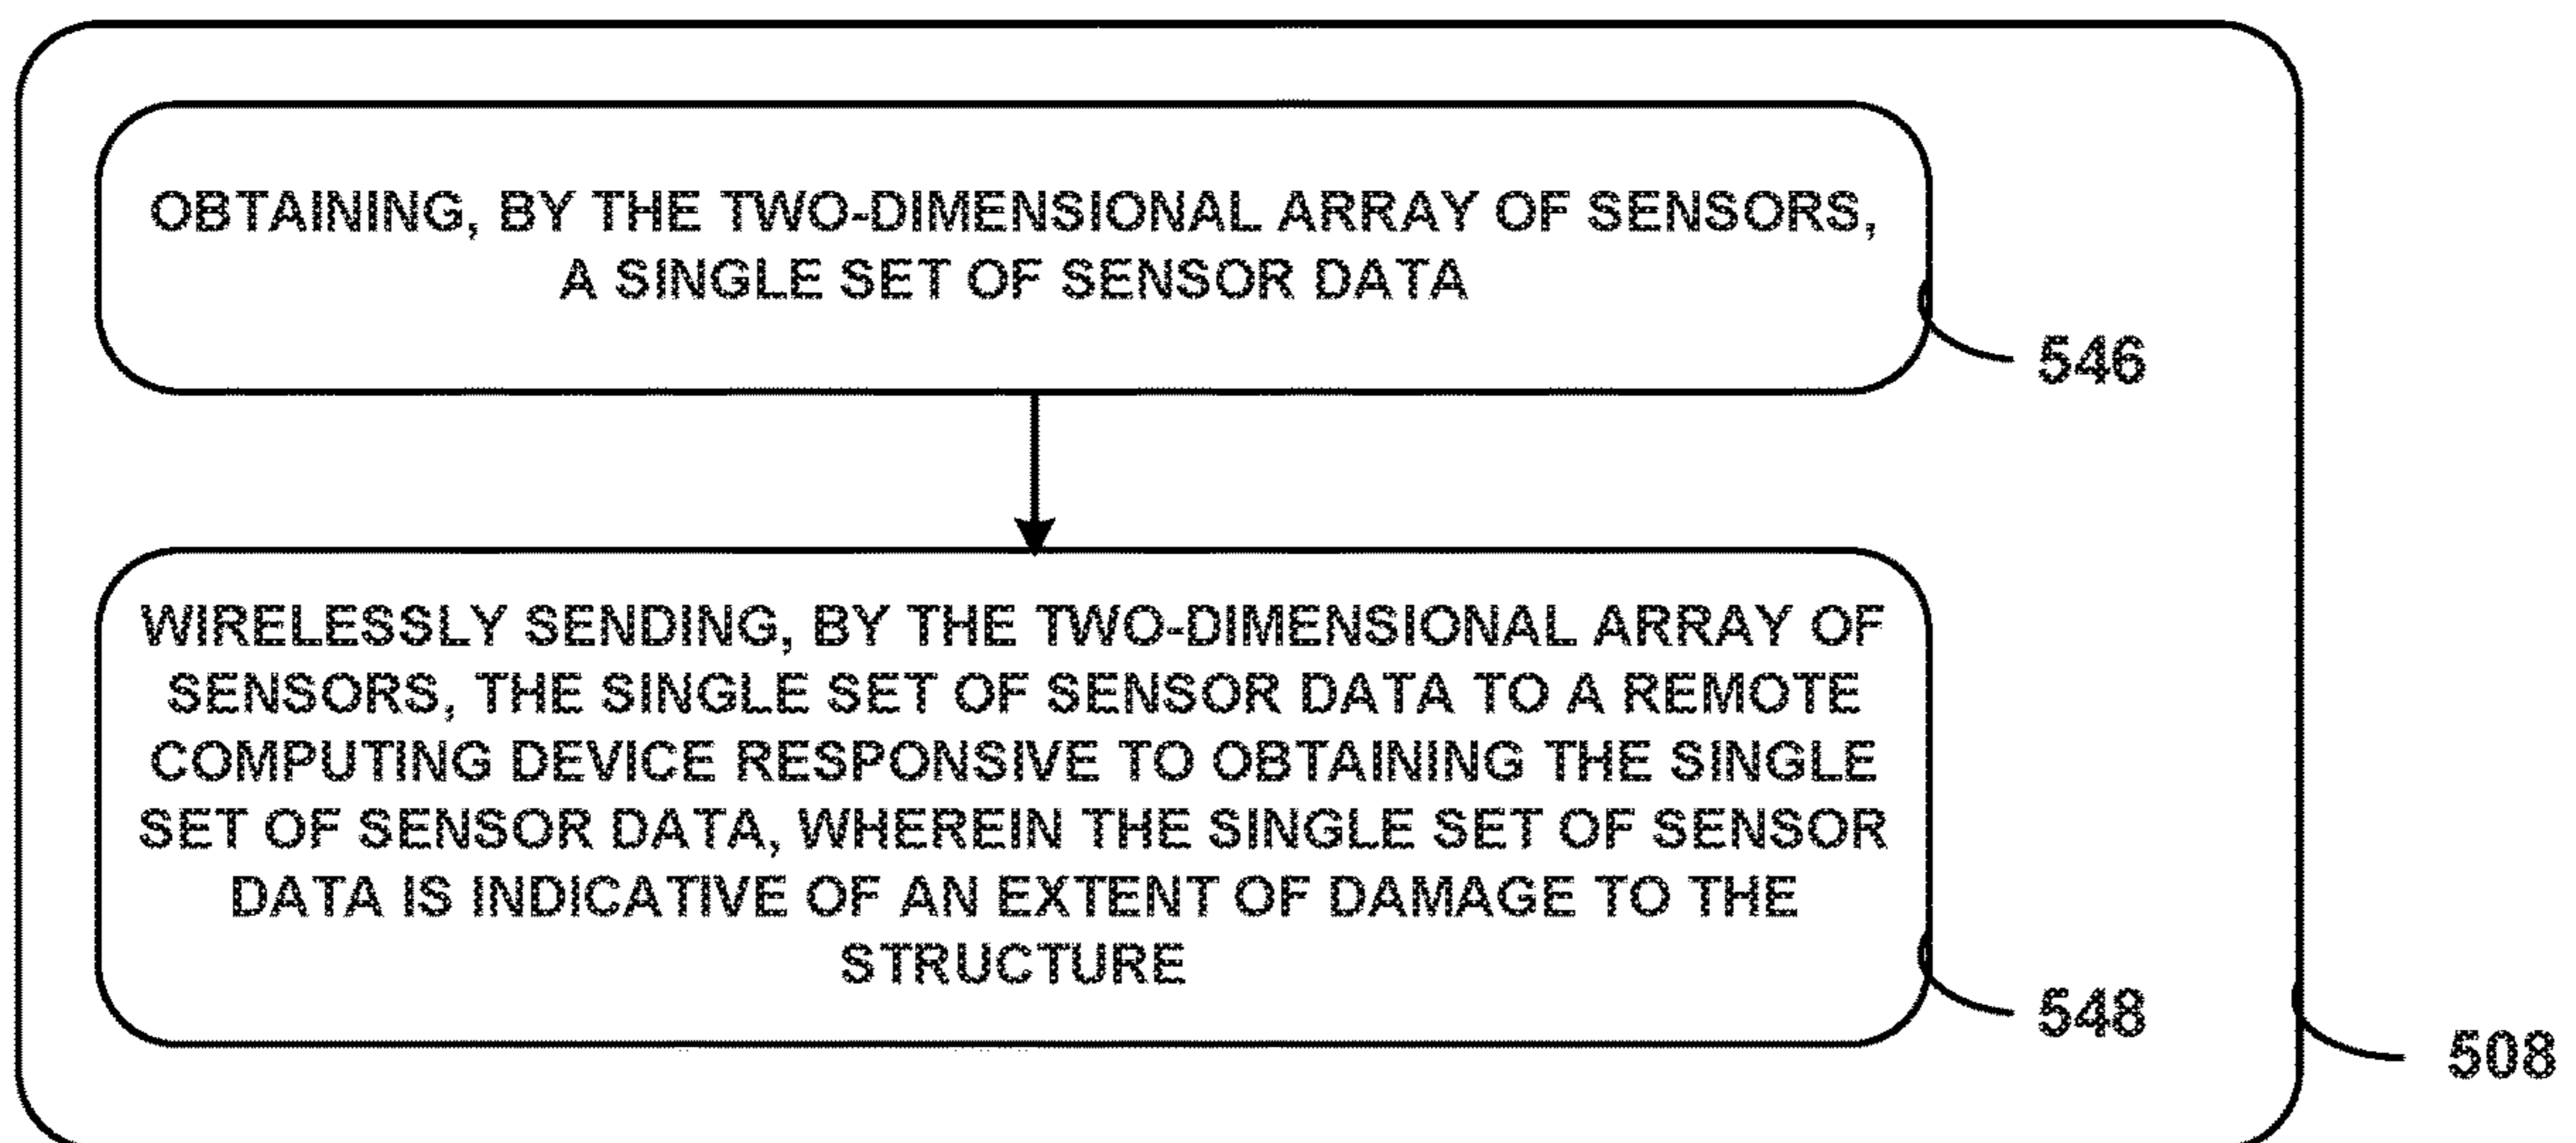 OBTAINING, BY THE TWO-DIMENSIONAL ARRAY OF SENSORS,
A SINGLE SET OF SENSOR DATA
546
WIRELESSLY SENDING, BY THE TWO-DIMENSIONAL ARRAY OF
SENSORS, THE SINGLE SET OF SENSOR DATA TO A REMOTE
COMPUTING DEVICE RESPONSIVE TO OBTAINING THE SINGLE
SET OF SENSOR DATA, WHEREIN THE SINGLE SET OF SENSOR
DATA IS INDICATIVE OF AN EXTENT OF DAMAGE TO THE
STRUCTURE
548
508